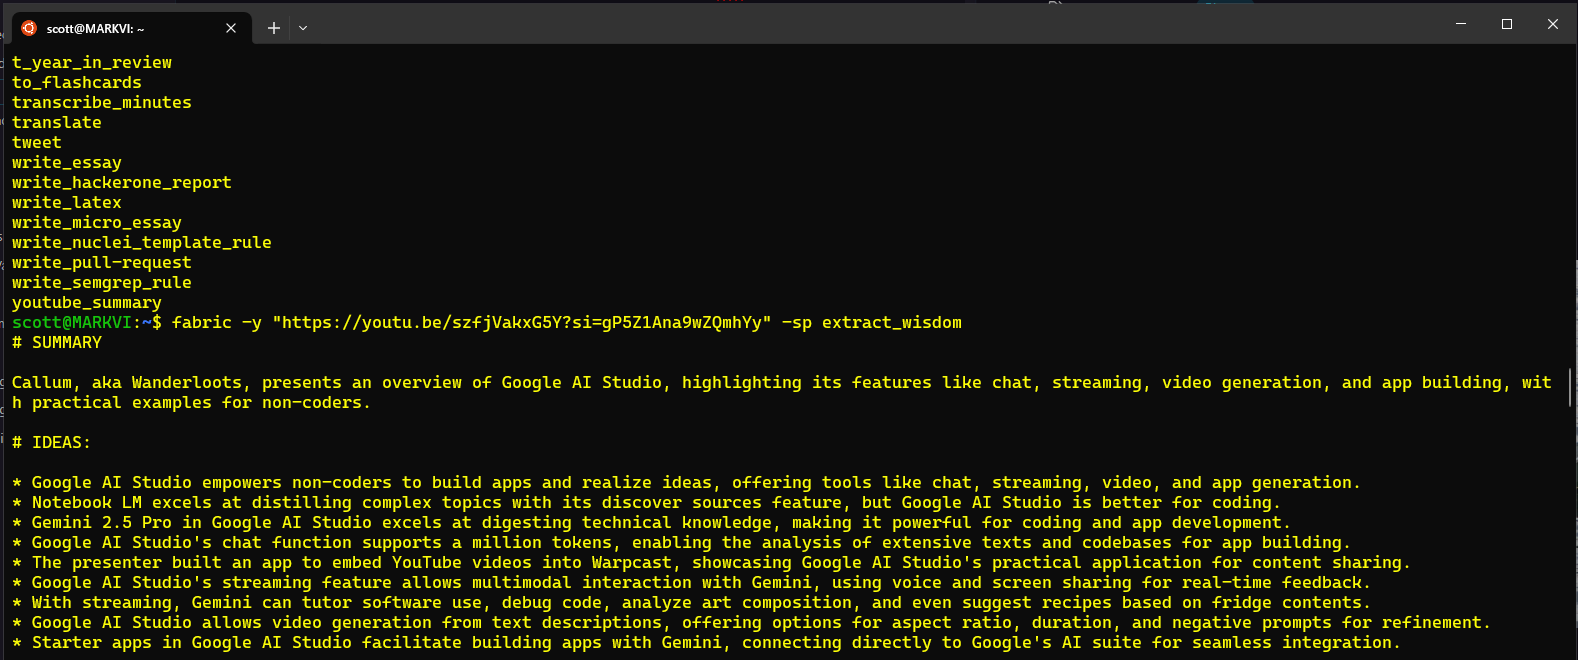 scott@MARKVI: ~
t_year_in_review
to_flashcards
transcribe_minutes
translate
tweet
write_essay
write_hackerone_report
write_latex
write_micro_essay
write_nuclei_template_rule
write_pull-request
write_semgrep_rule
youtube_summary
scott@MARKVI:~$ fabric -y "https://youtu.be/szfjVakxG5Y?si=gP5Z1Ana9wZQmhYy" -sp extract_wisdom
# SUMMARY
Callum, aka Wanderloots, presents an overview of Google AI Studio, highlighting its features like chat, streaming, video generation, and app building, wit
h practical examples for non-coders.
# IDEAS:
* Google AI Studio empowers non-coders to build apps and realize ideas, offering tools like chat, streaming, video, and app generation.
* Notebook LM excels at distilling complex topics with its discover sources feature, but Google AI Studio is better for coding.
* Gemini 2.5 Pro in Google AI Studio excels at digesting technical knowledge, making it powerful for coding and app development.
* Google AI Studio's chat function supports a million tokens, enabling the analysis of extensive texts and codebases for app building.
* The presenter built an app to embed YouTube videos into Warpcast, showcasing Google AI Studio's practical application for content sharing.
* Google AI Studio's streaming feature allows multimodal interaction with Gemini, using voice and screen sharing for real-time feedback.
* With streaming, Gemini can tutor software use, debug code, analyze art composition, and even suggest recipes based on fridge contents.
* Google AI Studio allows video generation from text descriptions, offering options for aspect ratio, duration, and negative prompts for refinement.
* Starter apps in Google AI Studio facilitate building apps with Gemini, connecting directly to Google's AI suite for seamless integration.